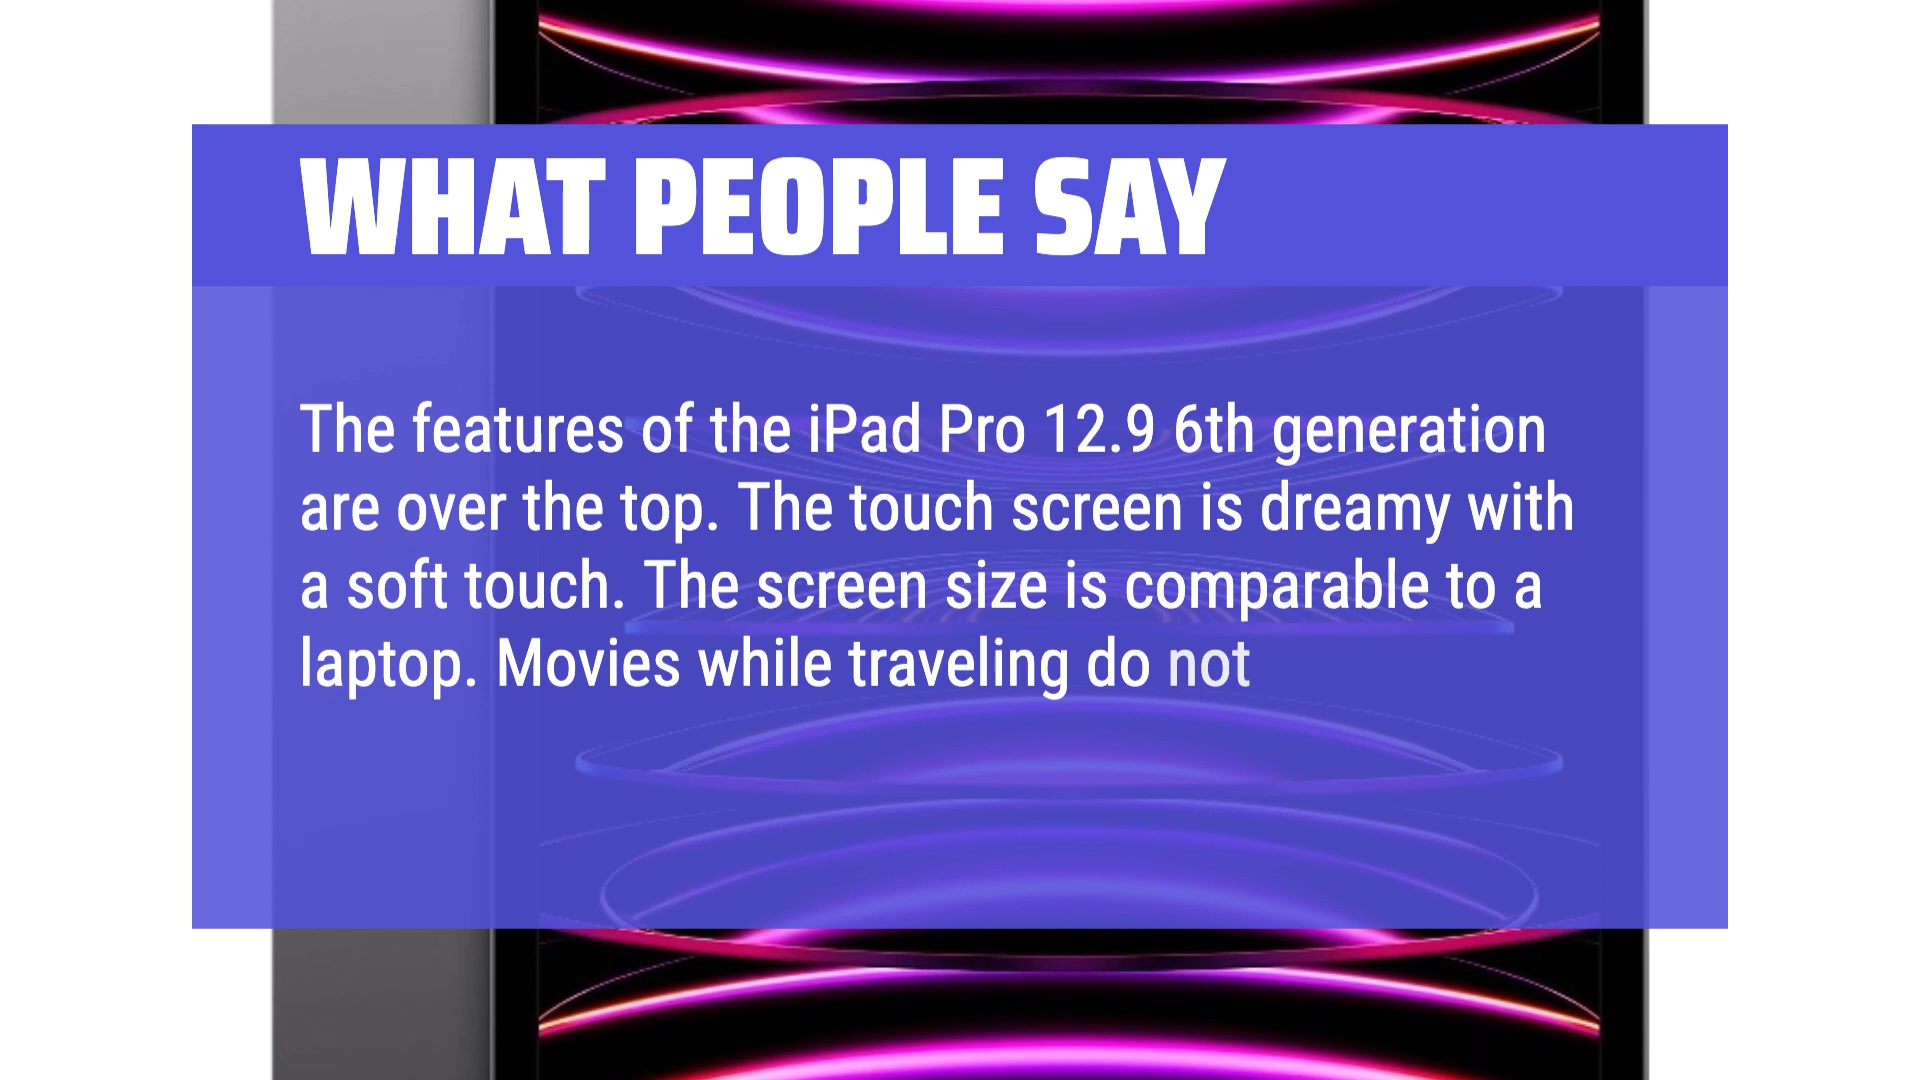 WHAT PEOPLE SAY
The features of the iPad Pro 12.9 6th generation
are over the top. The touch screen is dreamy with
a soft touch. The screen size is comparable to a
laptop. Movies while traveling do not